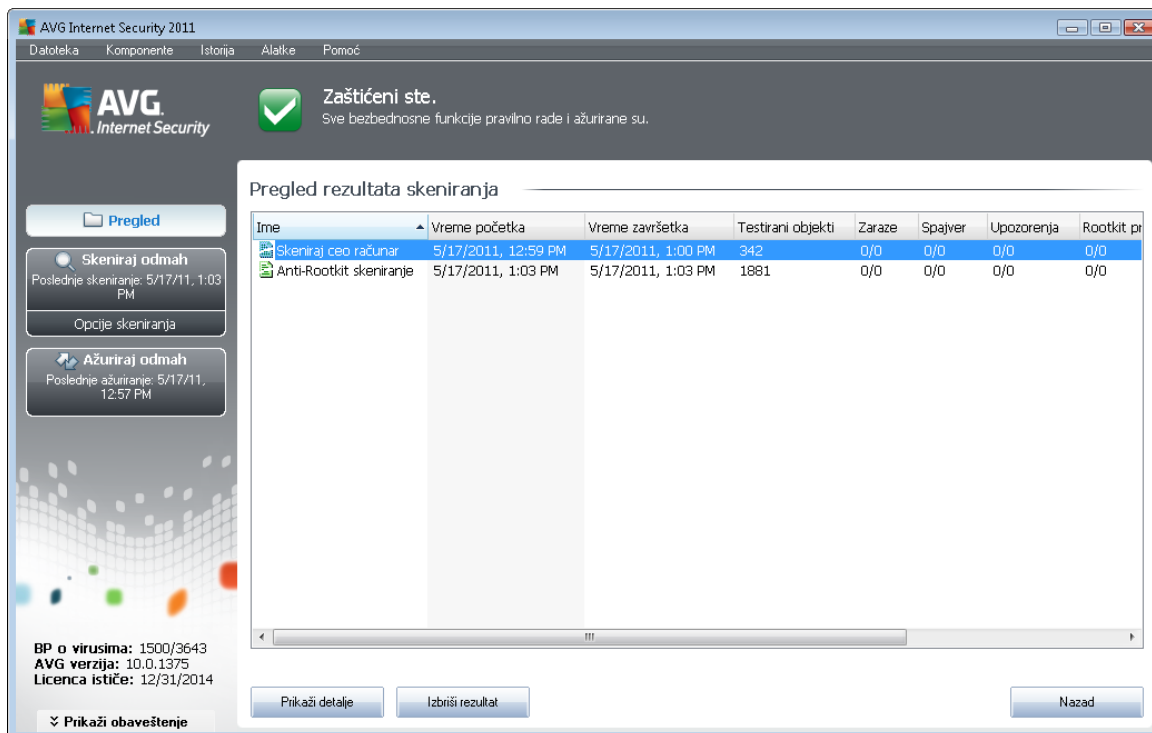 AVG Internet Security 2011
Datoteka Komponente Istorija Alatke Pomoć
AVG.
Internet Security
Zaštićeni ste.
Sve bezbednosne funkcije pravilno rade i ažurirane su.
Pregled
Skeniraj odmah
Poslednje skeniranje: 5/17/11, 1:03
PM
Opcije skeniranja
Ažuriraj odmah
Poslednje ažuriranje: 5/17/11,
12:57 PM
BP o virusima: 1500/3643
AVG verzija: 10.0.1375
Licenca ističe: 12/31/2014
Prikaži obaveštenje
Pregled rezultata skeniranja
Ime Vreme početka Vreme završetka Testirani objekti Zaraze Spajver Upozorenja Rootkit pr
Skeniraj ceo računar 5/17/2011, 12:59 PM 5/17/2011, 1:00 PM 342 0/0 0/0 0/0 0/0
Anti-Rootkit skeniranje 5/17/2011, 1:03 PM 5/17/2011, 1:03 PM 1881 0/0 0/0 0/0 0/0
Prikaži detalje Izbriši rezultat Nazad